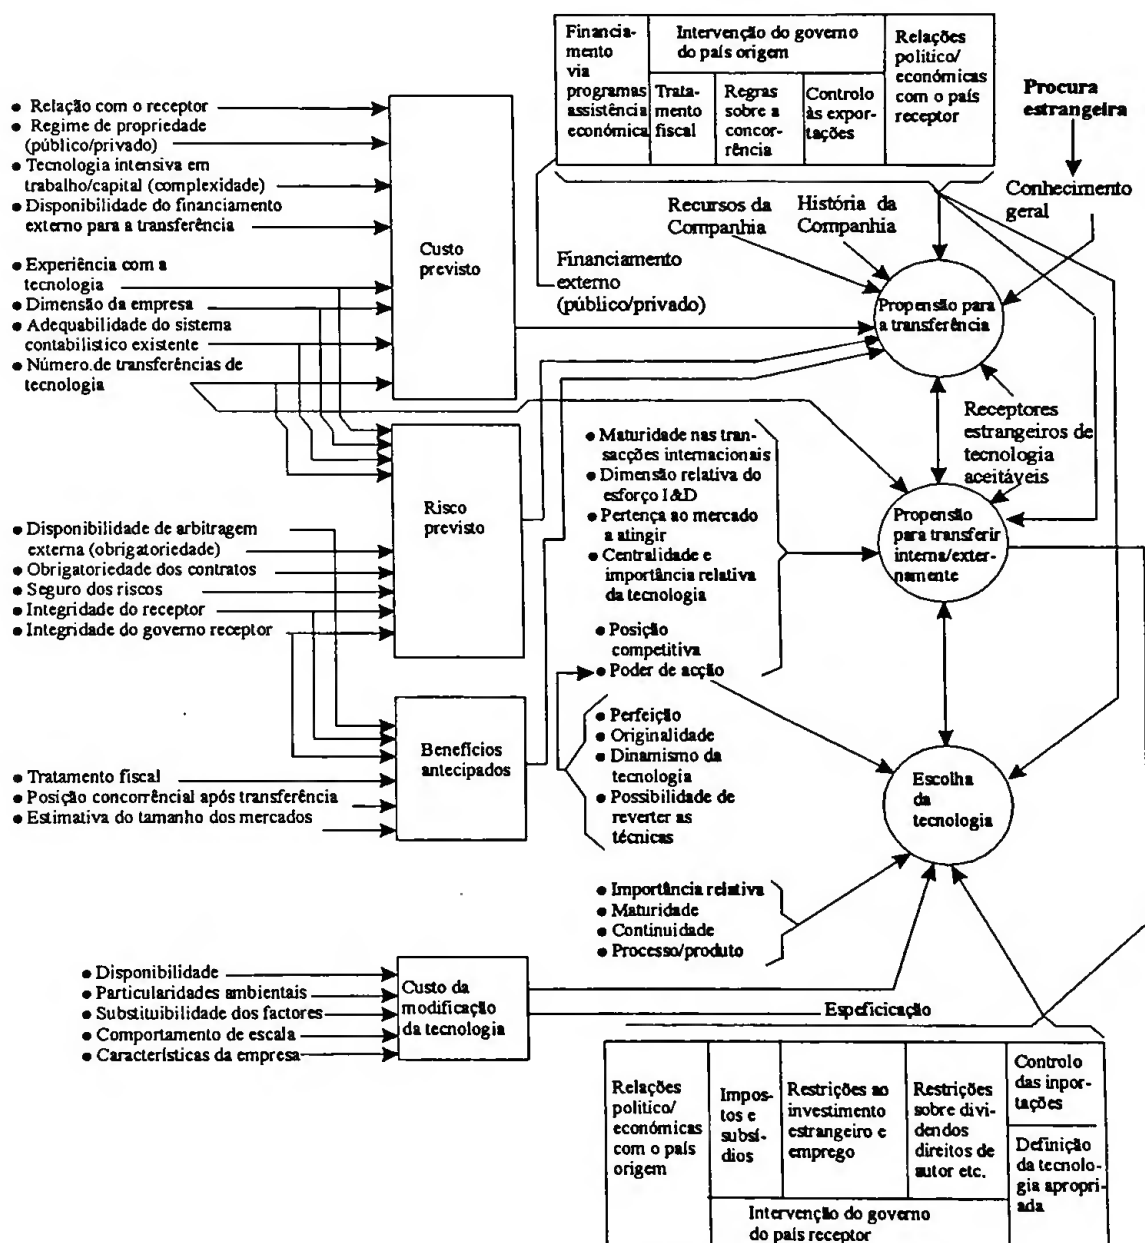 Financia-
mento
via
programas
assistência
económica
Intervenção do governo
do país origem
Trata-
mento
fiscal
Regras
sobre a
concor-
rência
Controlo
às expor-
tações
Relações
politico/
económicas
com o país
receptor
Procura
estrangeira
Conhecimento
geral
Recursos da
Companhia
História da
Companhia
Financiamento
externo
(público/privado)
● Relação com o receptor
● Regime de propriedade
(público/privado)
● Tecnologia intensiva em
trabalho/capital (complexidade)
● Disponibilidade do financiamento
externo para a transferência
● Experiência com a
tecnologia
● Dimensão da empresa
● Adequabilidade do sistema
contabilistico existente
● Número.de transferências de
tecnologia
Custo
previsto
Propensão para
a transferência
Receptores
estrangeiros de
tecnologia
aceitáveis
● Maturidade nas tran-
sacções internacionais
● Dimensão relativa do
esforço I&D
● Pertença ao mercado
a atingir
● Centralidade e
importância relativa
da tecnologia
● Posição
competitiva
● Poder de acção
Risco
previsto
Propensão
para transferir
interna/exter-
namente
● Disponibilidade de arbitragem
externa (obrigatoriedade)
● Obrigatoriedade dos contratos
● Seguro dos riscos
● Integridade do receptor
● Integridade do governo receptor
● Perfeição
● Originalidade
● Dinamismo da
tecnologia
● Possibilidade de
reverter as
técnicas
Benefícios
antecipados
● Tratamento fiscal
● Posição concorrêncial após transferência
● Estimativa do tamanho dos mercados
Escolha
da
tecnologia
● Importância relativa
● Maturidade
● Continuidade
● Processo/produto
● Disponibilidade
● Particularidades ambientais
● Substituibilidade dos factores
● Comportamento de escala
● Características da empresa
Custo da
modificação
da tecnologia
Espeficicação
Relações
politico/
económicas
com o país
origem
Impos-
tos e
subsí-
dios
Restrições ao
investimento
estrangeiro e
emprego
Restrições
sobre divi-
dendos
direitos de
autor etc.
Controlo
das inpor-
tações
Definição
da tecnolo-
gia apropri-
ada
Intervenção do governo
do país receptor